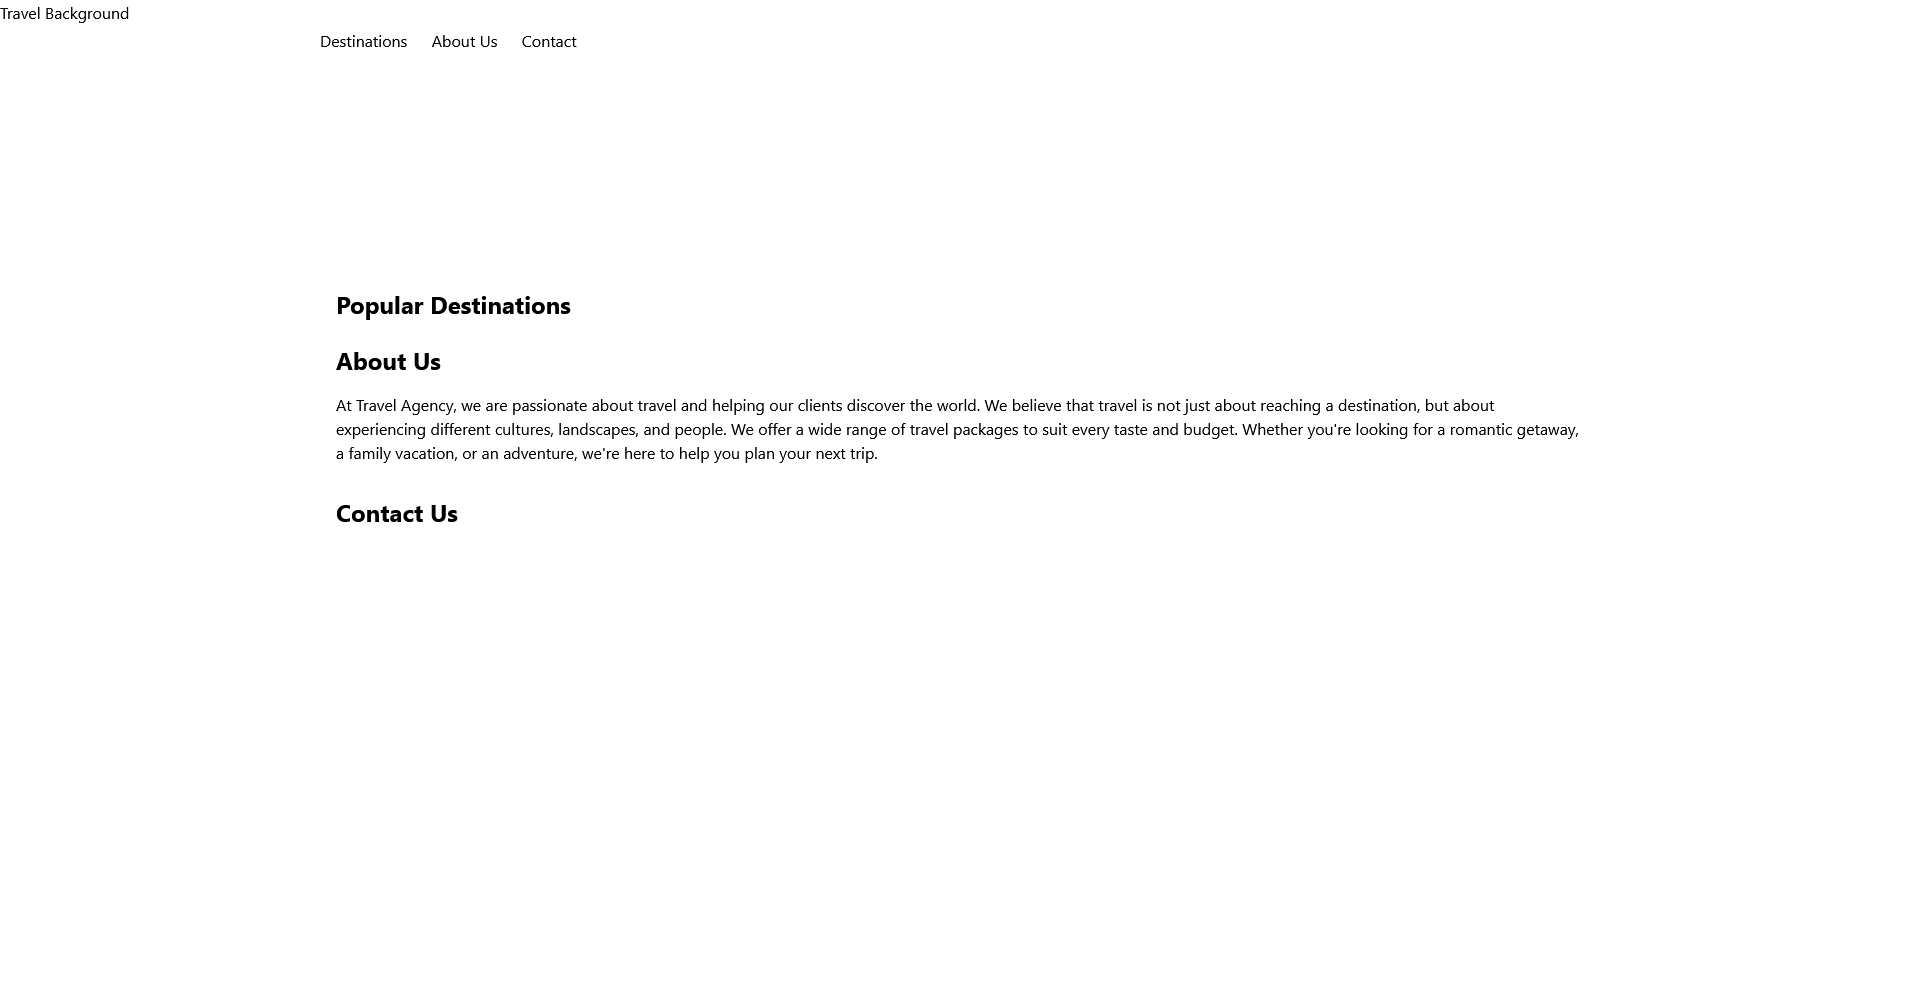 Travel Background
Destinations About Us Contact
Popular Destinations
About Us
At Travel Agency, we are passionate about travel and helping our clients discover the world. We believe that travel is not just about reaching a destination, but about
experiencing different cultures, landscapes, and people. We offer a wide range of travel packages to suit every taste and budget. Whether you're looking for a romantic getaway,
a family vacation, or an adventure, we're here to help you plan your next trip.
Contact Us